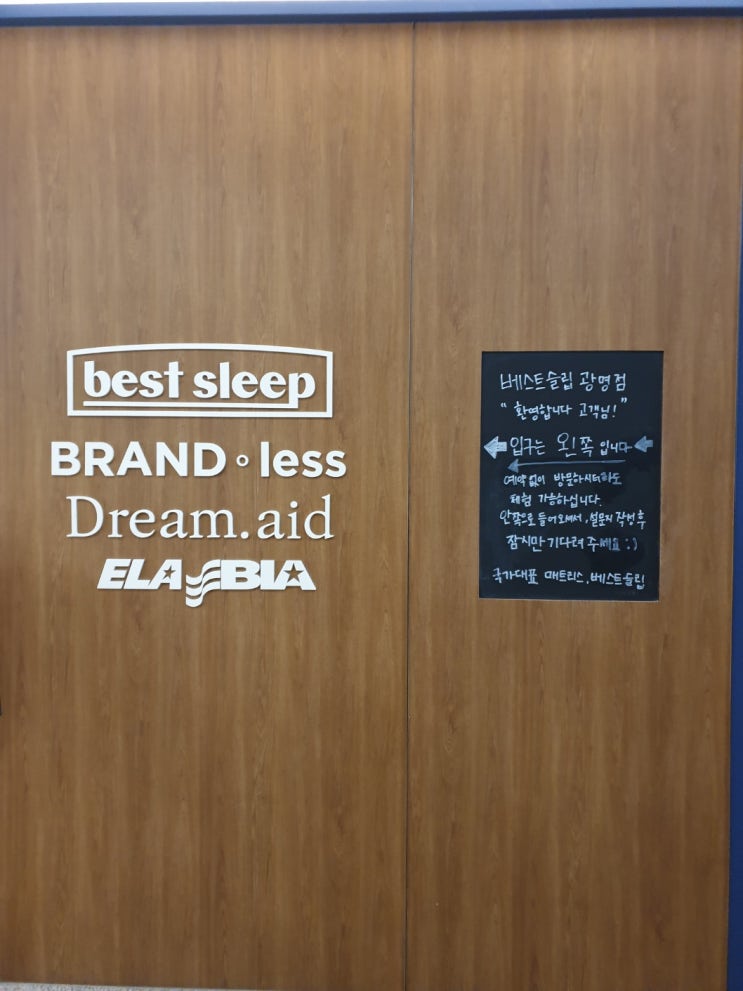 best sleep
BRAND∘less
Dream.aid
ELABIA
베스트슬립 광명점
“ 환영합니다 고객님! ”
입구는 왼쪽 입니다
예약없이 방문하시더라도
체험 가능하십니다.
안쪽으로 들어오셔서, 설문지 작성 후
잠시만 기다려 주세요 :)
국가대표 매트리스, 베스트슬립